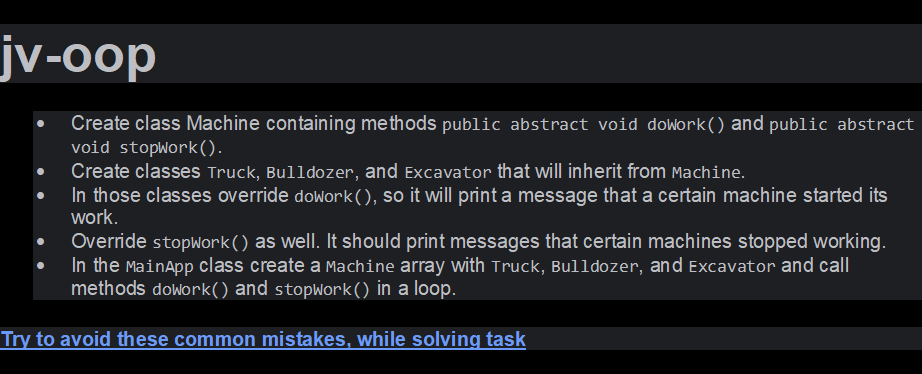 jv-oop
• Create class Machine containing methods public abstract void doWork() and public abstract
void stopWork().
• Create classes Truck, Bulldozer, and Excavator that will inherit from Machine.
• In those classes override doWork(), so it will print a message that a certain machine started its
work.
• Override stopWork() as well. It should print messages that certain machines stopped working.
• In the MainApp class create a Machine array with Truck, Bulldozer, and Excavator and call
methods doWork() and stopWork() in a loop.
Try to avoid these common mistakes, while solving task